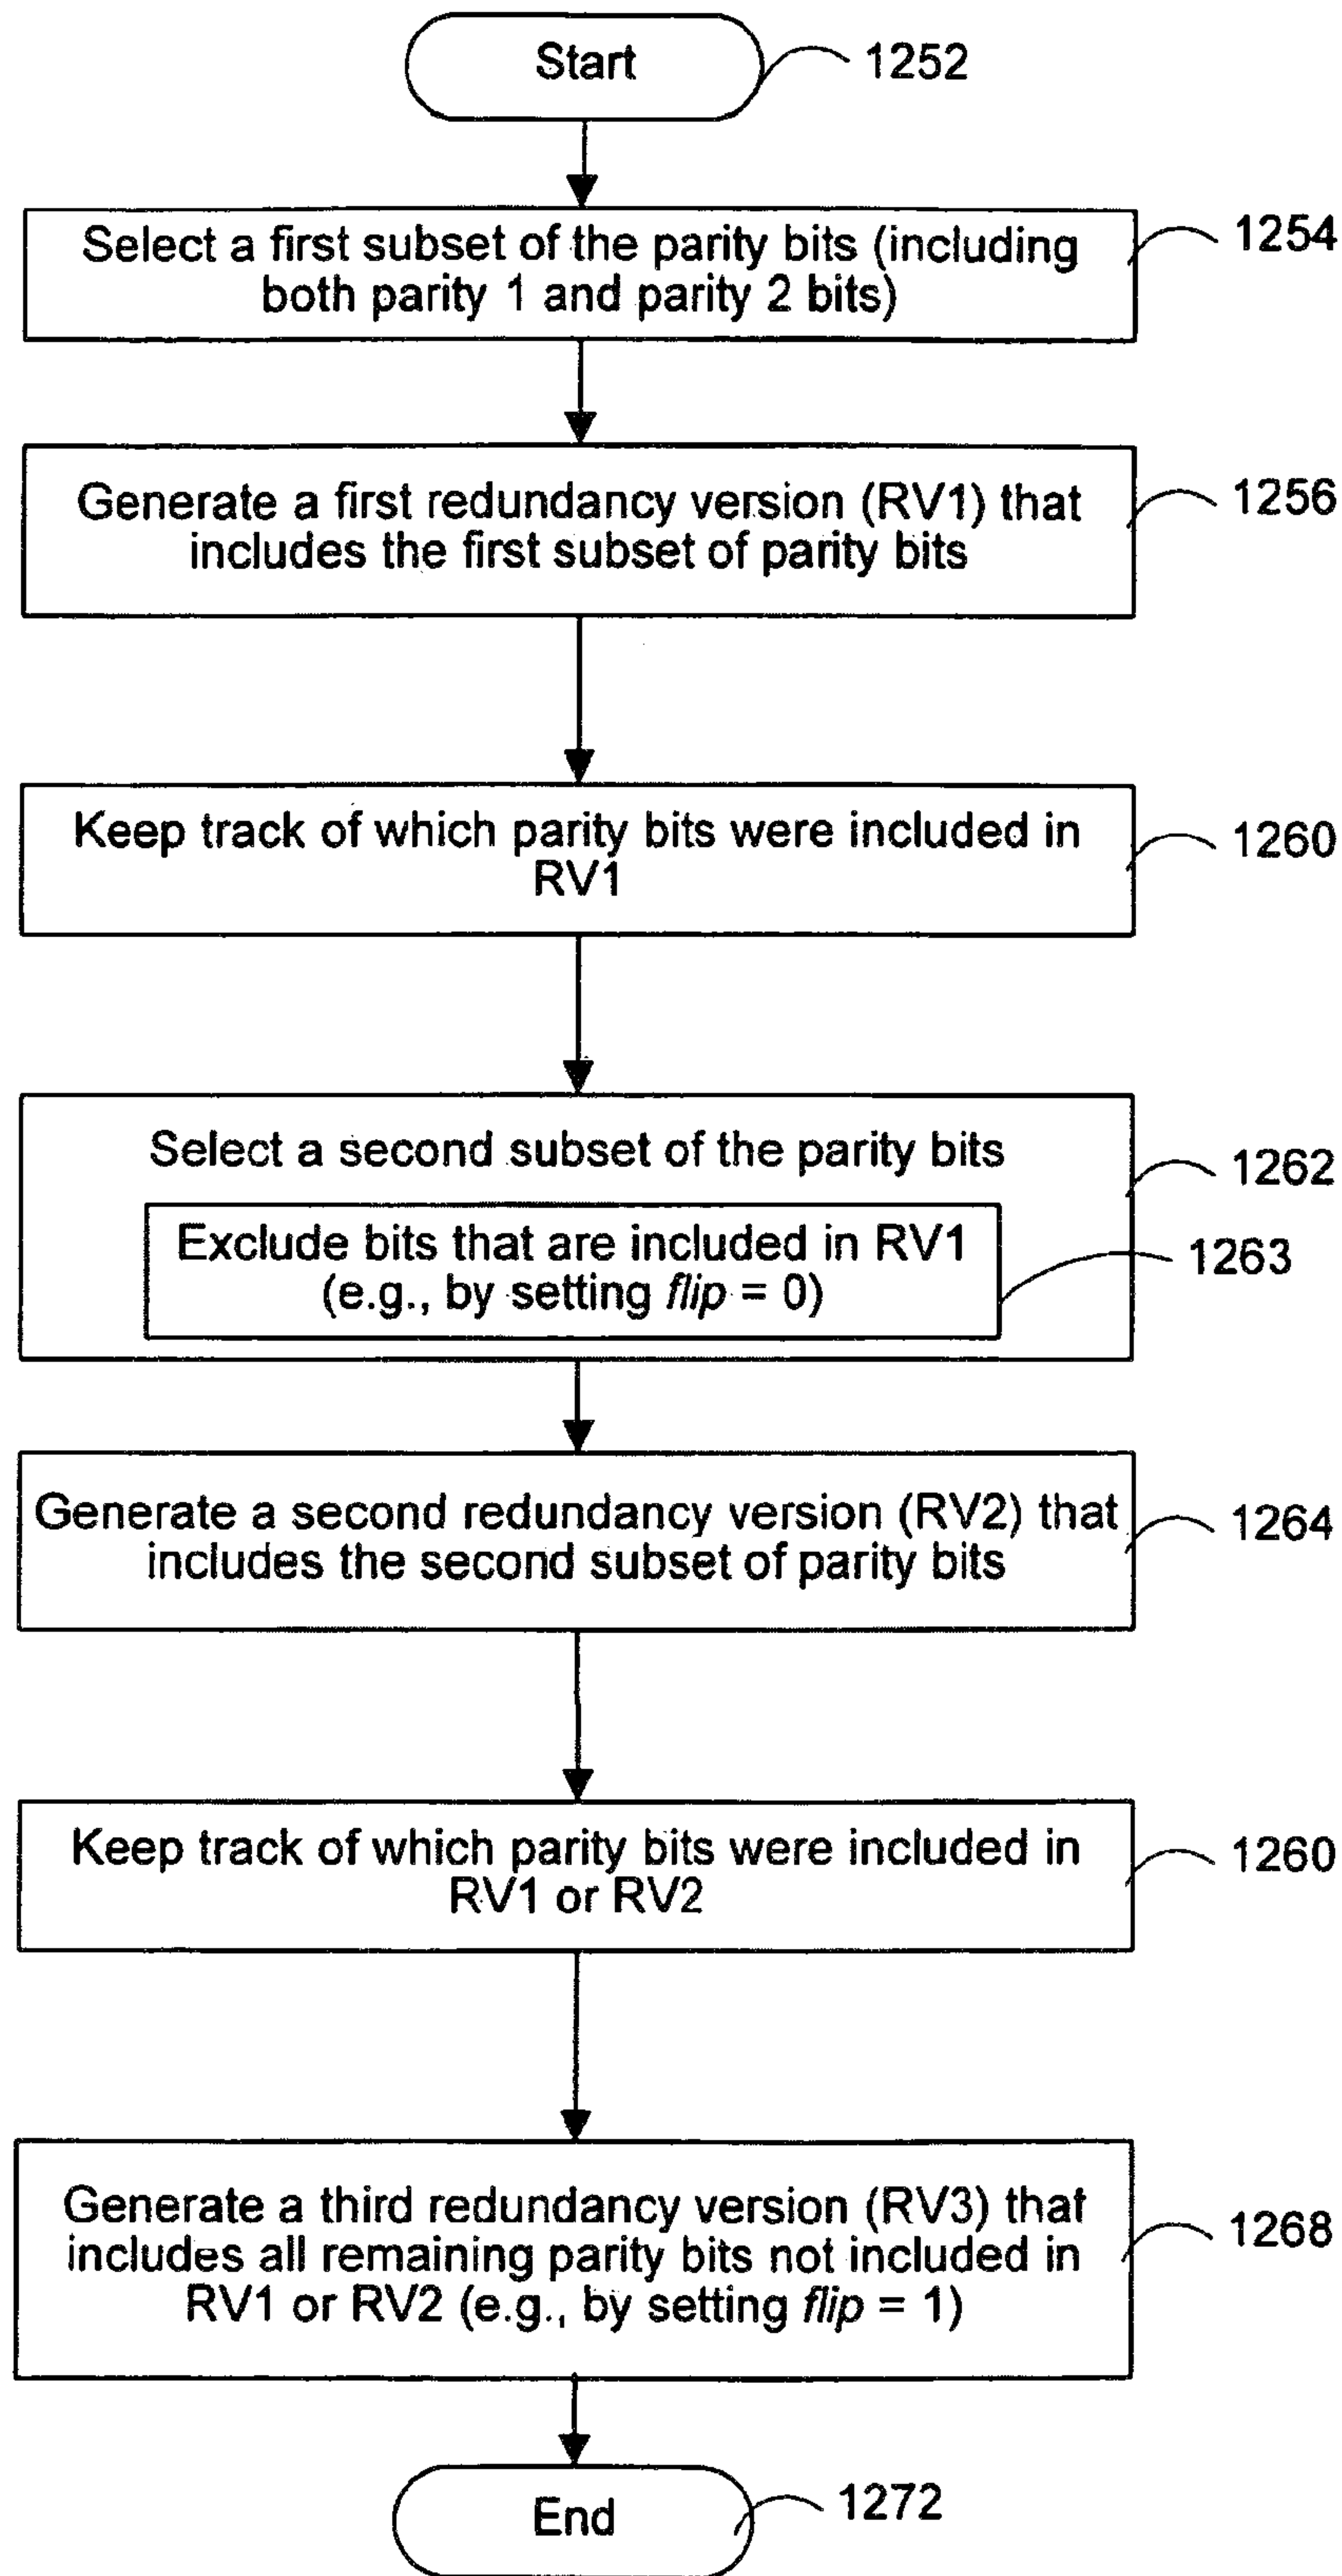 Start
1252
Select a first subset of the parity bits (including
both parity 1 and parity 2 bits)
1254
Generate a first redundancy version (RV1) that
includes the first subset of parity bits
1256
Keep track of which parity bits were included in
RV1
1260
Select a second subset of the parity bits
1262
Exclude bits that are included in RV1
(e.g., by setting flip = 0)
1263
Generate a second redundancy version (RV2) that
includes the second subset of parity bits
1264
Keep track of which parity bits were included in
RV1 or RV2
1260
Generate a third redundancy version (RV3) that
includes all remaining parity bits not included in
RV1 or RV2 (e.g., by setting flip = 1)
1268
End
1272